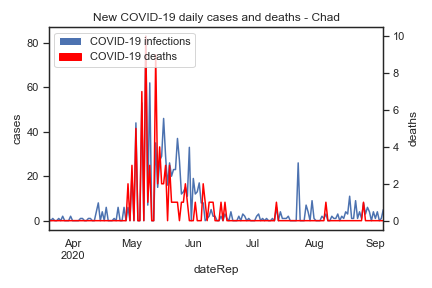 New COVID-19 daily cases and deaths - Chad
COVID-19 infections
COVID-19 deaths
80
60
40
20
0
cases
10
8
6
4
2
0
deaths
Apr
2020
May
Jun
Jul
Aug
Sep
dateRep